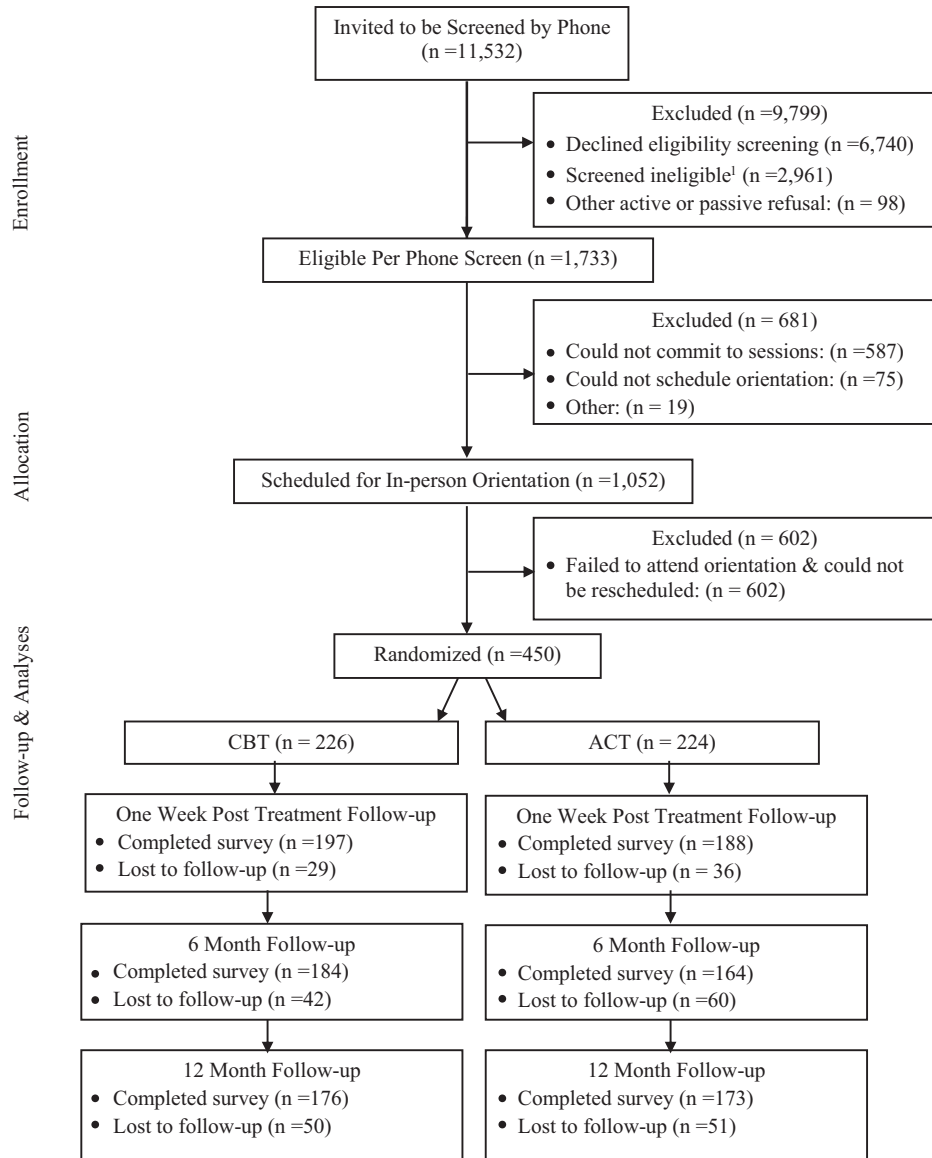 Invited to be Screened by Phone
(n =11,532)
Enrollment
Excluded (n =9,799)
• Declined eligibility screening (n =6,740)
• Screened ineligible¹ (n =2,961)
• Other active or passive refusal: (n = 98)
Eligible Per Phone Screen (n =1,733)
Excluded (n = 681)
• Could not commit to sessions: (n =587)
• Could not schedule orientation: (n =75)
• Other: (n = 19)
Allocation
Scheduled for In-person Orientation (n =1,052)
Excluded (n = 602)
• Failed to attend orientation & could not
be rescheduled: (n = 602)
Randomized (n =450)
Follow-up & Analyses
CBT (n = 226)
ACT (n = 224)
One Week Post Treatment Follow-up
• Completed survey (n =197)
• Lost to follow-up (n =29)
One Week Post Treatment Follow-up
• Completed survey (n =188)
• Lost to follow-up (n = 36)
6 Month Follow-up
• Completed survey (n =184)
• Lost to follow-up (n =42)
6 Month Follow-up
• Completed survey (n =164)
• Lost to follow-up (n =60)
12 Month Follow-up
• Completed survey (n =176)
• Lost to follow-up (n =50)
12 Month Follow-up
• Completed survey (n =173)
• Lost to follow-up (n =51)